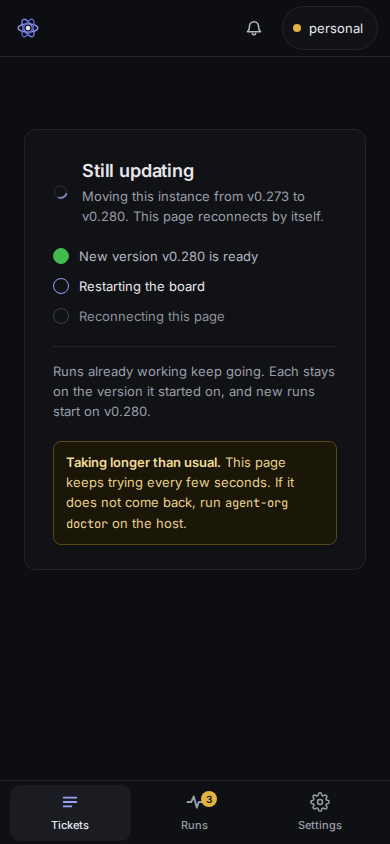 personal
Still updating
Moving this instance from v0.273 to
v0.280. This page reconnects by itself.
New version v0.280 is ready
Restarting the board
Reconnecting this page
Runs already working keep going. Each stays
on the version it started on, and new runs
start on v0.280.
Taking longer than usual. This page
keeps trying every few seconds. If it
does not come back, run agent-org
doctor on the host.
3
Tickets
Runs
Settings